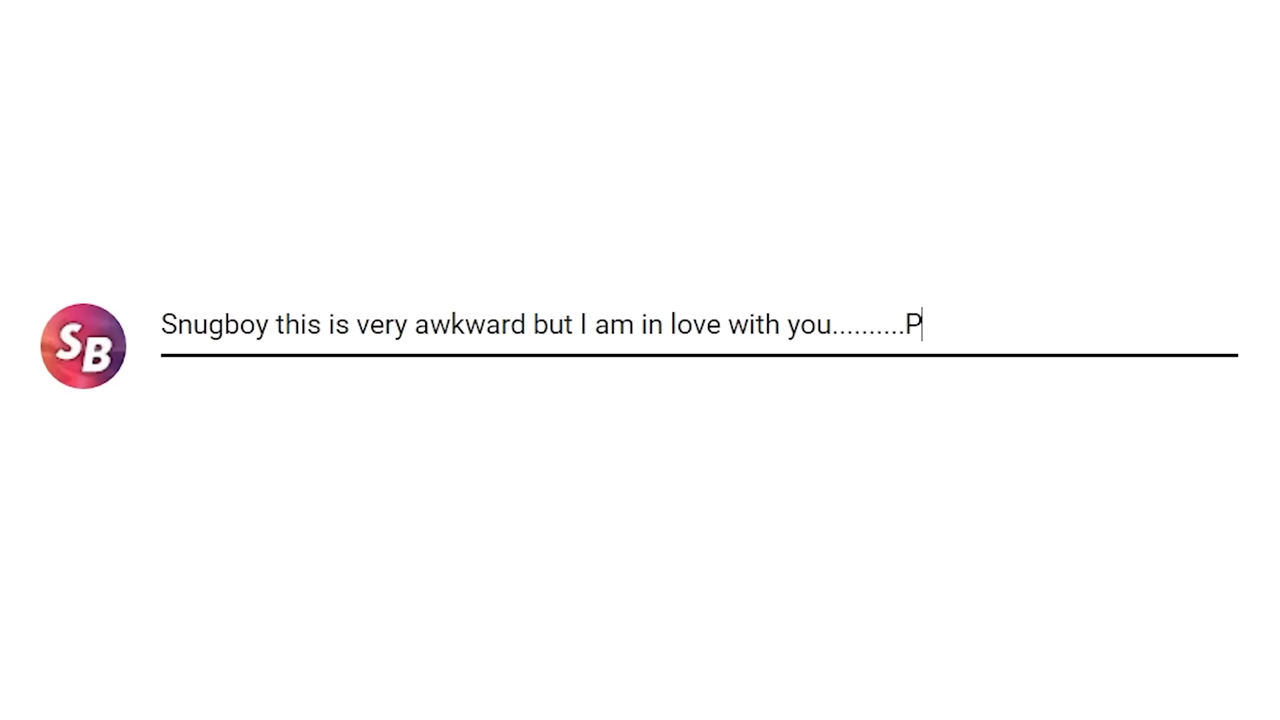 SB
Snugboy this is very awkward but I am in love with you..........P